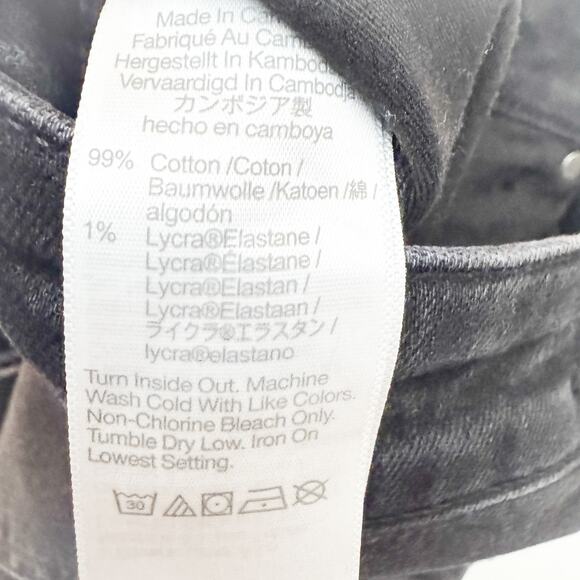 Made In Cam
Fabriqué Au Camb
Hergestellt In Kambod
Vervaardigd In Cambodja
カンボジア製
hecho en camboya
99% Cotton /Coton/
Baumwolle /Katoen /綿/
algodón
1% Lycra®Elastane /
Lycra®Élastane /
Lycra®Elastan /
Lycra®Elastaan /
ライクラ®エラスタン/
lycra®elastano
Turn Inside Out. Machine
Wash Cold With Like Colors.
Non-Chlorine Bleach Only.
Tumble Dry Low. Iron On
Lowest Setting.
30